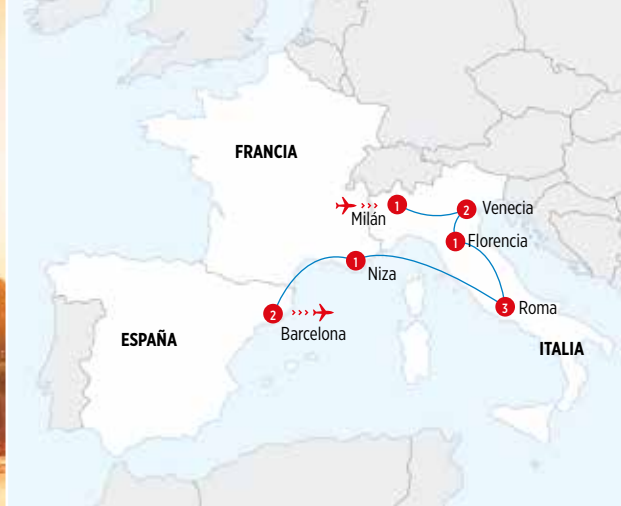 FRANCIA
1
Milán
2 Venecia
1 Florencia
1
Niza
3 Roma
2
Barcelona
ESPAÑA
ITALIA